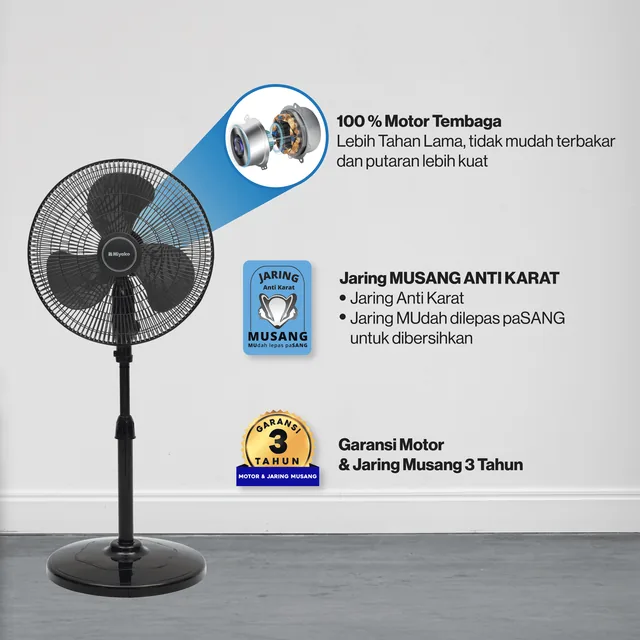 100 % Motor Tembaga
Lebih Tahan Lama, tidak mudah terbakar
dan putaran lebih kuat
Miyako
JARING
Anti Karat
MUSANG
MUdah lepas paSANG
Jaring MUSANG ANTI KARAT
• Jaring Anti Karat
• Jaring MUdah dilepas paSANG
untuk dibersihkan
GARANSI
3
TAHUN
MOTOR & JARING MUSANG
Garansi Motor
& Jaring Musang 3 Tahun